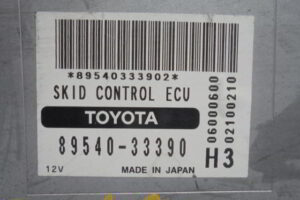 *89540333902*
SKID CONTROL ECU
TOYOTA
89540-33390
H3
12V MADE IN JAPAN
06000600
02100210